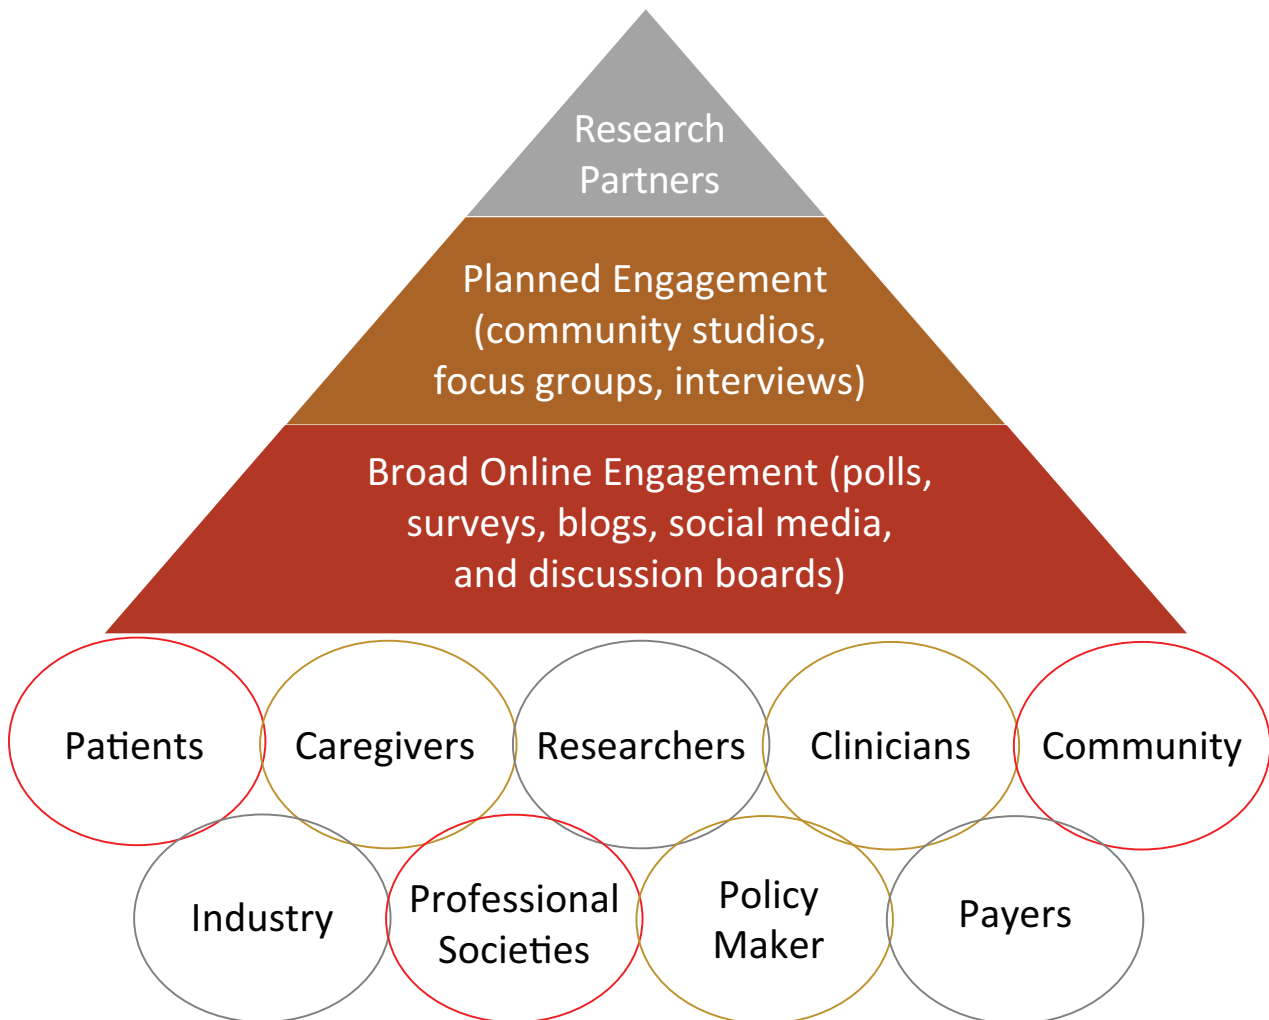 Research
Partners
Planned Engagement
(community studios,
focus groups, interviews)
Broad Online Engagement (polls,
surveys, blogs, social media,
and discussion boards)
Patients
Caregivers
Researchers
Clinicians
Community
Industry
Professional
Societies
Policy
Maker
Payers